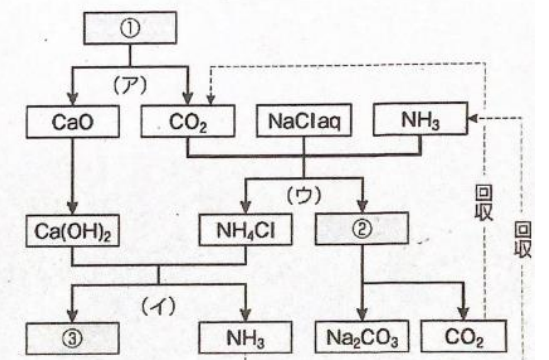 ①
(ア)
CaO
CO₂
NaClaq
NH₃
(ウ)
回収
回収
Ca(OH)₂
NH₄Cl
②
(イ)
③
NH₃
Na₂CO₃
CO₂